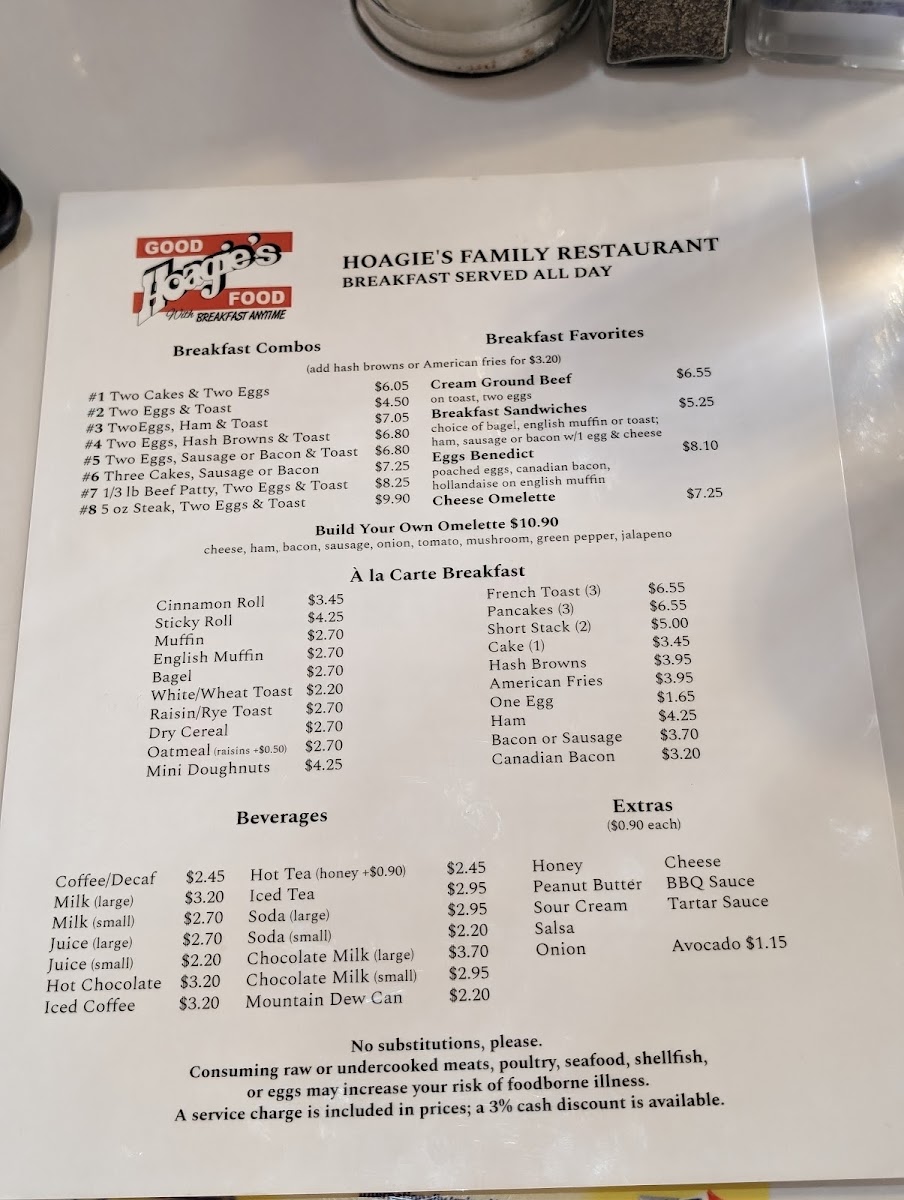 GOOD
Hoagie's
FOOD
With BREAKFAST ANYTIME
HOAGIE'S FAMILY RESTAURANT
BREAKFAST SERVED ALL DAY
Breakfast Combos
Breakfast Favorites
(add hash browns or American fries for $3.20)
#1 Two Cakes & Two Eggs $6.05
#2 Two Eggs & Toast $4.50
#3 TwoEggs, Ham & Toast $7.05
#4 Two Eggs, Hash Browns & Toast $6.80
#5 Two Eggs, Sausage or Bacon & Toast $6.80
#6 Three Cakes, Sausage or Bacon $7.25
#7 1/3 lb Beef Patty, Two Eggs & Toast $8.25
#8 5 oz Steak, Two Eggs & Toast $9.90
Cream Ground Beef $6.55
on toast, two eggs
Breakfast Sandwiches $5.25
choice of bagel, english muffin or toast;
ham, sausage or bacon w/1 egg & cheese
Eggs Benedict $8.10
poached eggs, canadian bacon,
hollandaise on english muffin
Cheese Omelette $7.25
Build Your Own Omelette $10.90
cheese, ham, bacon, sausage, onion, tomato, mushroom, green pepper, jalapeno
À la Carte Breakfast
Cinnamon Roll $3.45
Sticky Roll $4.25
Muffin $2.70
English Muffin $2.70
Bagel $2.70
White/Wheat Toast $2.20
Raisin/Rye Toast $2.70
Dry Cereal $2.70
Oatmeal (raisins +$0.50) $2.70
Mini Doughnuts $4.25
French Toast (3) $6.55
Pancakes (3) $6.55
Short Stack (2) $5.00
Cake (1) $3.45
Hash Browns $3.95
American Fries $3.95
One Egg $1.65
Ham $4.25
Bacon or Sausage $3.70
Canadian Bacon $3.20
Beverages
Coffee/Decaf $2.45
Milk (large) $3.20
Milk (small) $2.70
Juice (large) $2.70
Juice (small) $2.20
Hot Chocolate $3.20
Iced Coffee $3.20
Hot Tea (honey +$0.90) $2.45
Iced Tea $2.95
Soda (large) $2.95
Soda (small) $2.20
Chocolate Milk (large) $3.70
Chocolate Milk (small) $2.95
Mountain Dew Can $2.20
Extras
($0.90 each)
Honey Cheese
Peanut Butter BBQ Sauce
Sour Cream Tartar Sauce
Salsa
Onion Avocado $1.15
No substitutions, please.
Consuming raw or undercooked meats, poultry, seafood, shellfish,
or eggs may increase your risk of foodborne illness.
A service charge is included in prices; a 3% cash discount is available.